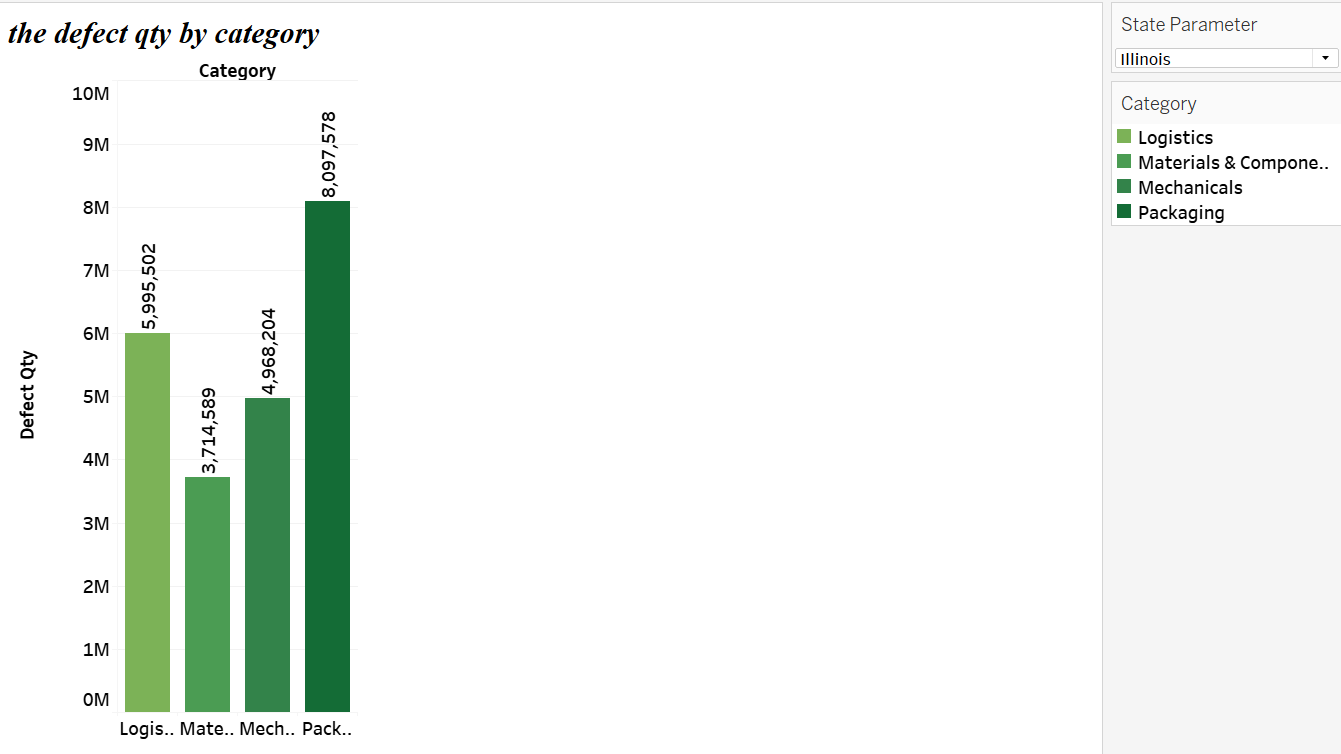 the defect qty by category
Category
10M
9M
8M
7M
6M
5M
4M
3M
2M
1M
0M
Defect Qty
5,995,502
3,714,589
4,968,204
8,097,578
Logis.. Mate.. Mech.. Pack..
State Parameter
Illinois
Category
Logistics
Materials & Compone..
Mechanicals
Packaging